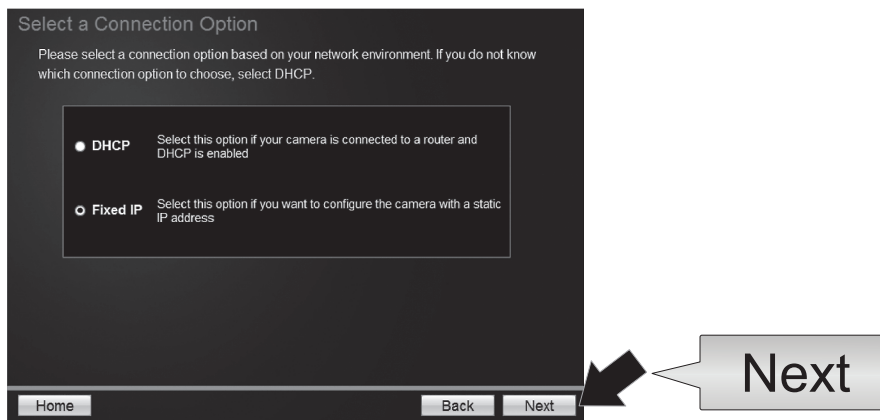 Select a Connection Option
Please select a connection option based on your network environment. If you do not know
which connection option to choose, select DHCP.
DHCP
Select this option if your camera is connected to a router and
DHCP is enabled
Fixed IP
Select this option if you want to configure the camera with a static
IP address
Home
Back
Next
Next